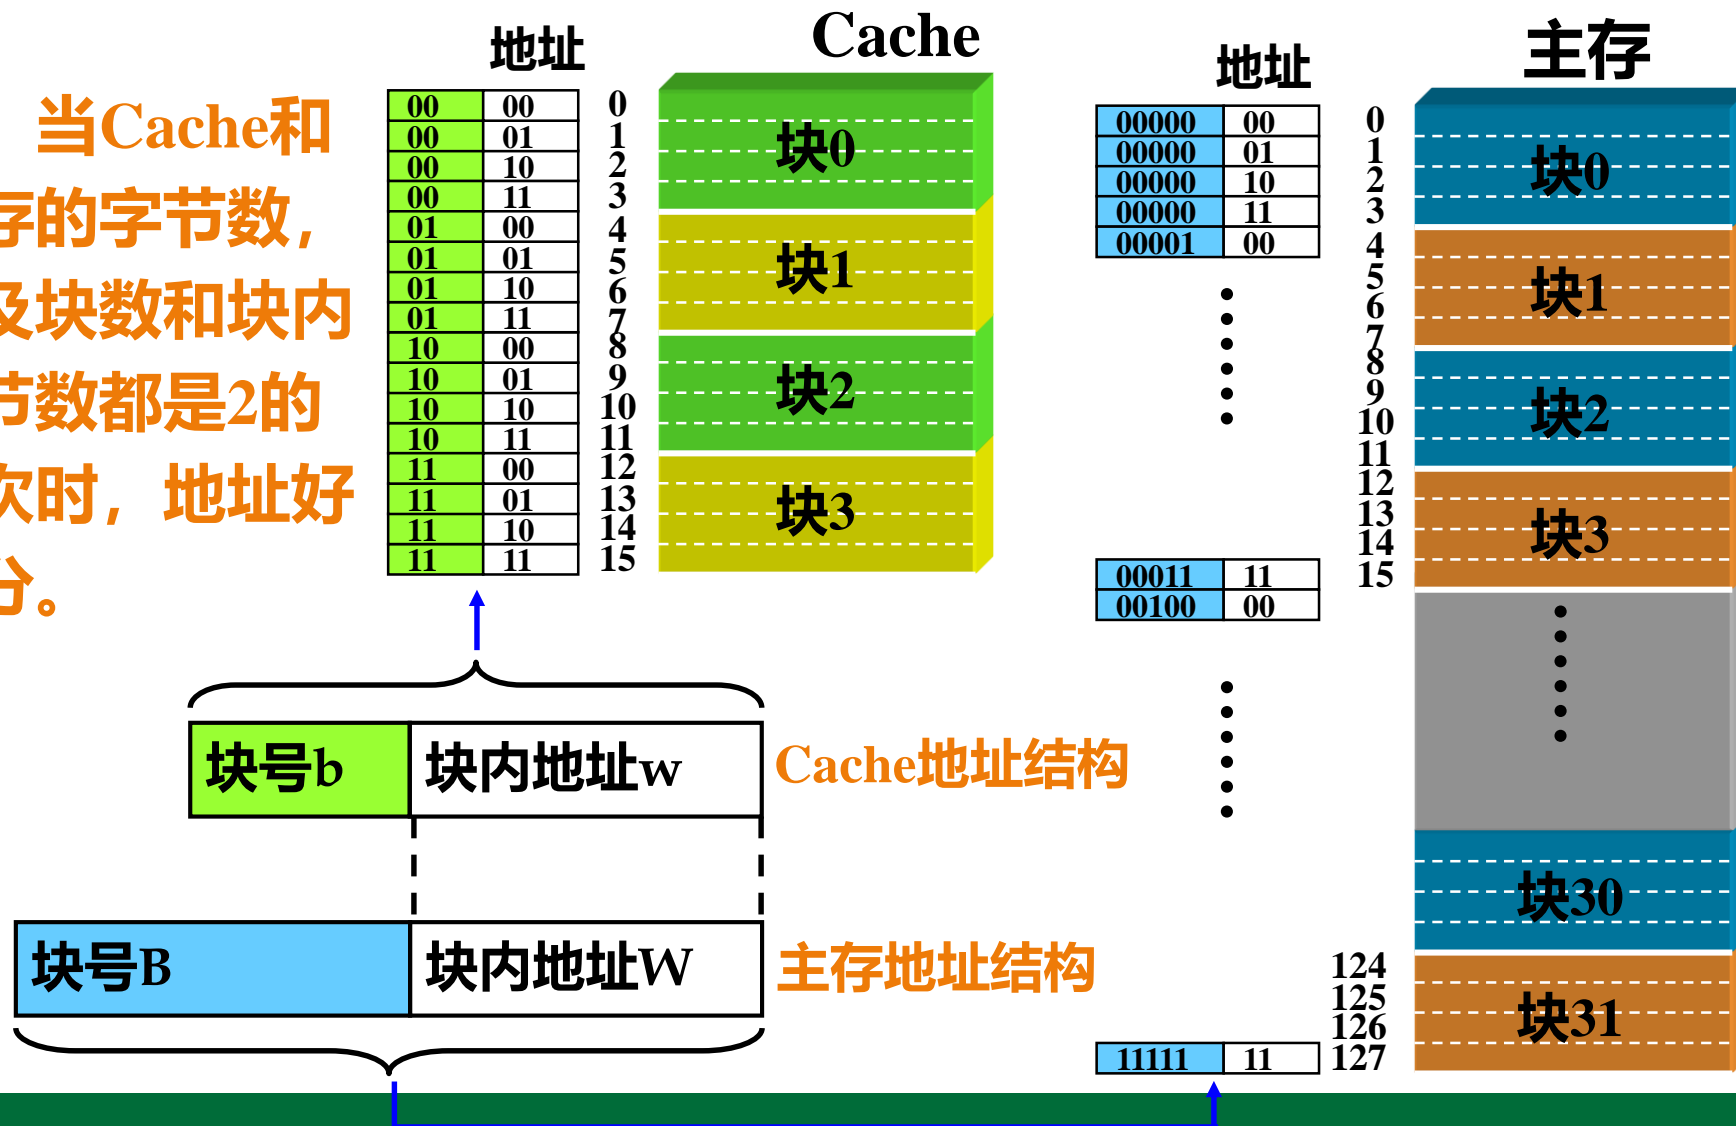 Cache
主存
地址
地址
当Cache和
存的字节数，
及块数和块内
节数都是2的
次时，地址好
分。
00 00 0
00 01 1
00 10 2
00 11 3
01 00 4
01 01 5
01 10 6
01 11 7
10 00 8
10 01 9
10 10 10
10 11 11
11 00 12
11 01 13
11 10 14
11 11 15
块0
块1
块2
块3
00000 00
00000 01
00000 10
00000 11
00001 00
00011 11
00100 00
11111 11
0
1
2
3
4
5
6
7
8
9
10
11
12
13
14
15
124
125
126
127
块0
块1
块2
块3
块30
块31
块号b 块内地址w Cache地址结构
块号B 块内地址W 主存地址结构